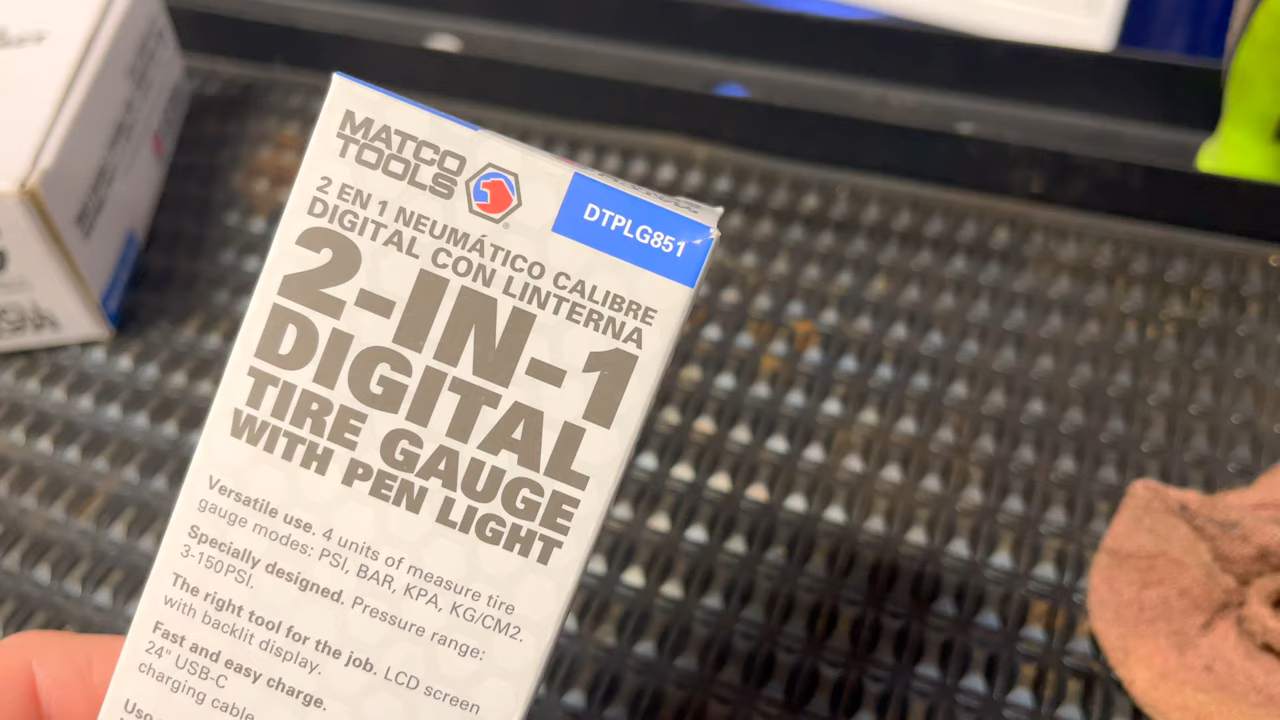 MATCO
TOOLS
DTPLG851
2 EN 1 NEUMÁTICO CALIBRE
DIGITAL CON LINTERNA
2-IN-1
DIGITAL
TIRE GAUGE
WITH PEN LIGHT
Versatile use. 4 units of measure tire
gauge modes: PSI, BAR, KPA, KG/CM2.
Specially designed. Pressure range:
3-150PSI.
The right tool for the job. LCD screen
with backlit display.
Fast and easy charge.
24" USB-C
charging cable